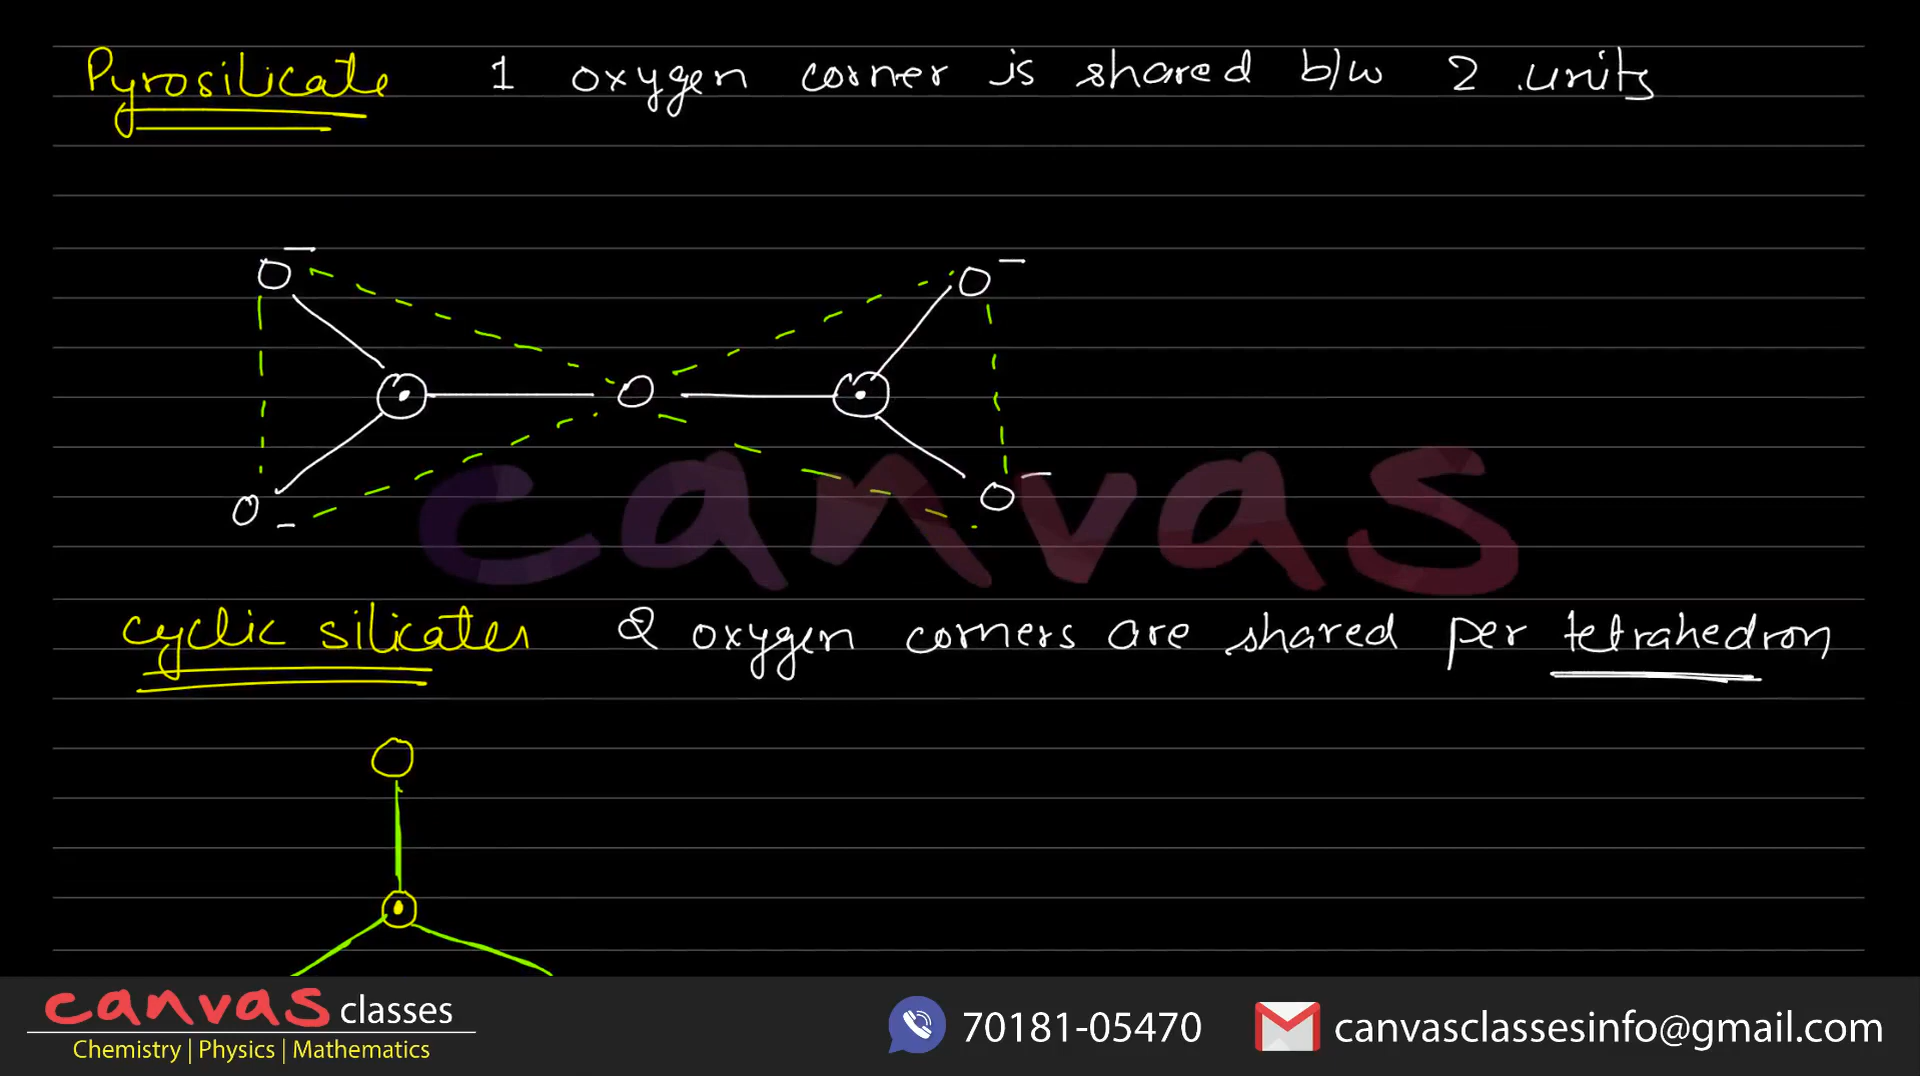 Pyrosilicate 1 oxygen corner is shared b/w 2 units
O⁻ O⁻
O
O⁻ O⁻
canvas
cyclic silicates 2 oxygen corners are shared per tetrahedron
O
canvas classes
Chemistry | Physics | Mathematics
70181-05470
canvasclassesinfo@gmail.com